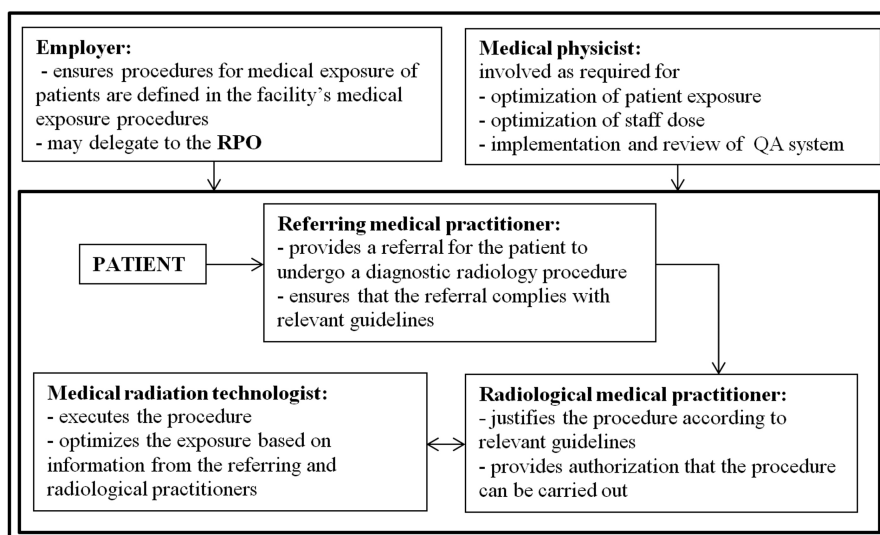 Employer:
- ensures procedures for medical exposure of
patients are defined in the facility's medical
exposure procedures
- may delegate to the RPO
Medical physicist:
involved as required for
- optimization of patient exposure
- optimization of staff dose
- implementation and review of QA system
PATIENT
Referring medical practitioner:
- provides a referral for the patient to
undergo a diagnostic radiology procedure
- ensures that the referral complies with
relevant guidelines
Medical radiation technologist:
- executes the procedure
- optimizes the exposure based on
information from the referring and
radiological practitioners
Radiological medical practitioner:
- justifies the procedure according to
relevant guidelines
- provides authorization that the procedure
can be carried out